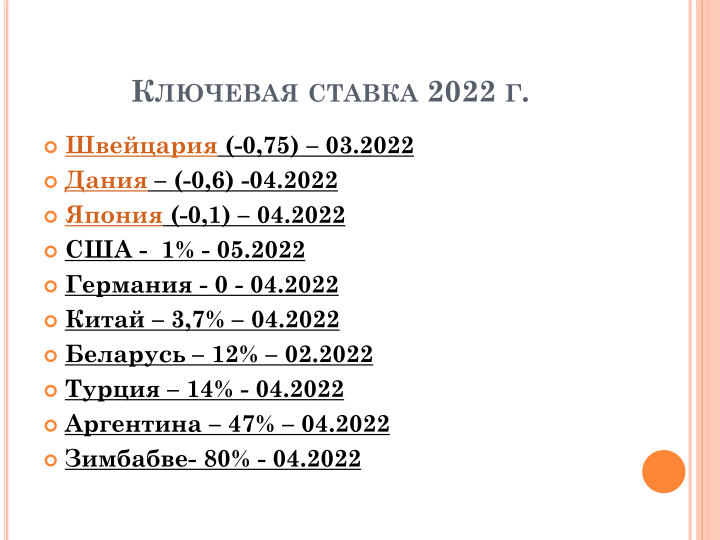 Ключевая ставка 2022 г.
Швейцария (-0,75) – 03.2022
Дания – (-0,6) -04.2022
Япония (-0,1) – 04.2022
США - 1% - 05.2022
Германия - 0 - 04.2022
Китай – 3,7% – 04.2022
Беларусь – 12% – 02.2022
Турция – 14% - 04.2022
Аргентина – 47% – 04.2022
Зимбабве- 80% - 04.2022